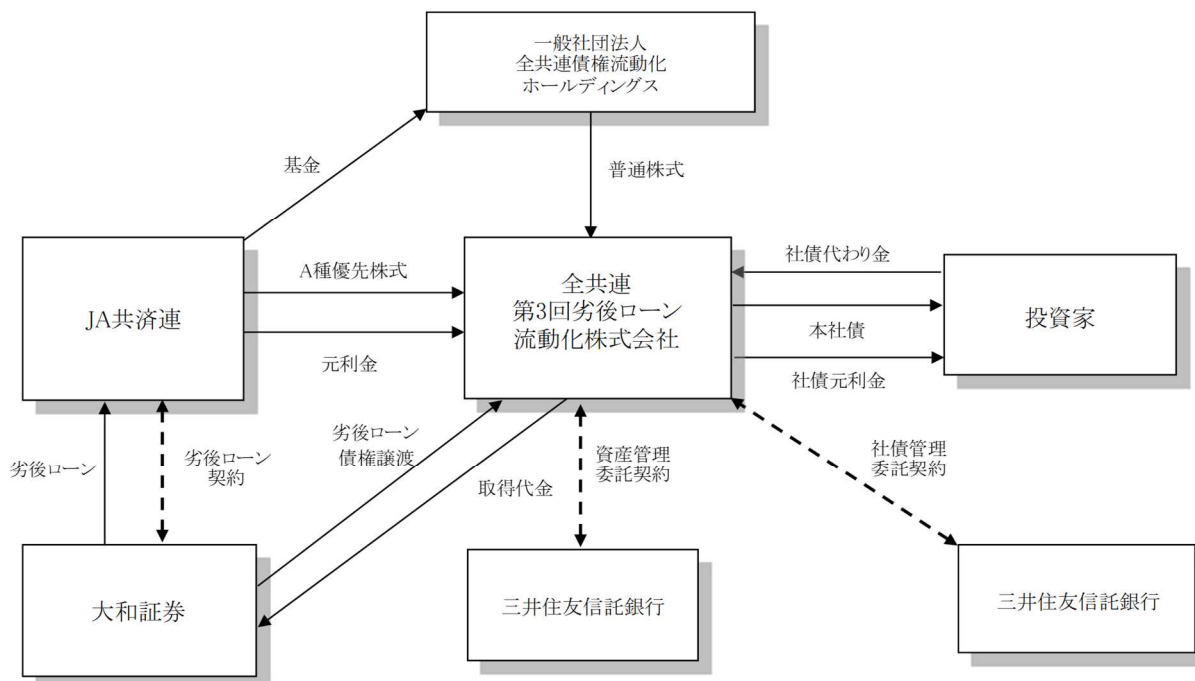 一般社団法人
全共連債権流動化
ホールディングス
基金
普通株式
JA共済連
A種優先株式
元利金
全共連
第3回劣後ローン
流動化株式会社
社債代わり金
本社債
社債元利金
投資家
劣後ローン
劣後ローン
契約
劣後ローン
債権譲渡
取得代金
資産管理
委託契約
社債管理
委託契約
大和証券
三井住友信託銀行
三井住友信託銀行